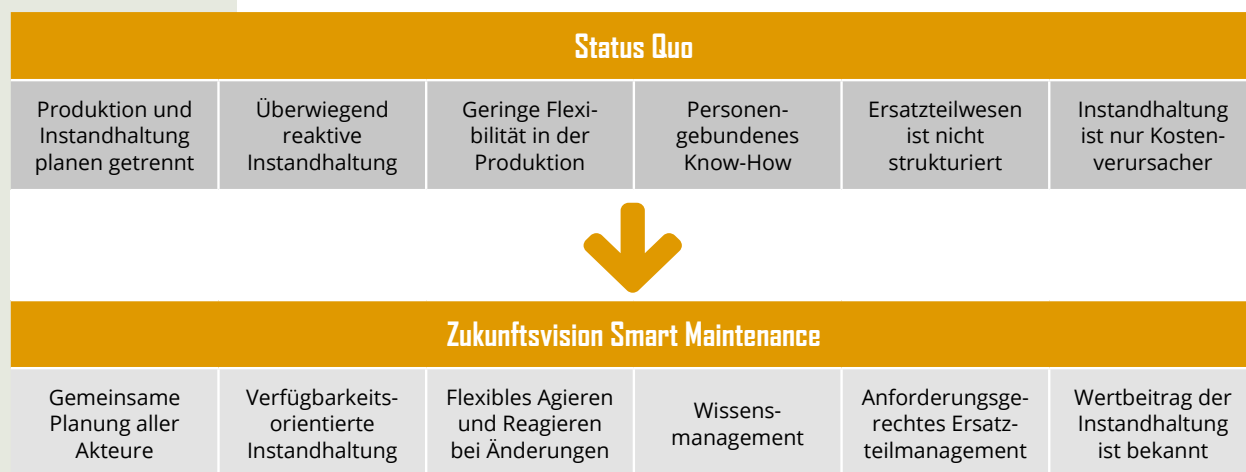 Status Quo
Produktion und
Instandhaltung
planen getrennt
Überwiegend
reaktive
Instandhaltung
Geringe Flexi-
bilität in der
Produktion
Personen-
gebundenes
Know-How
Ersatzteilwesen
ist nicht
strukturiert
Instandhaltung
ist nur Kosten-
verursacher
Zukunftsvision Smart Maintenance
Gemeinsame
Planung aller
Akteure
Verfügbarkeits-
orientierte
Instandhaltung
Flexibles Agieren
und Reagieren
bei Änderungen
Wissens-
management
Anforderungsge-
rechtes Ersatz-
teilmanagement
Wertbeitrag der
Instandhaltung
ist bekannt